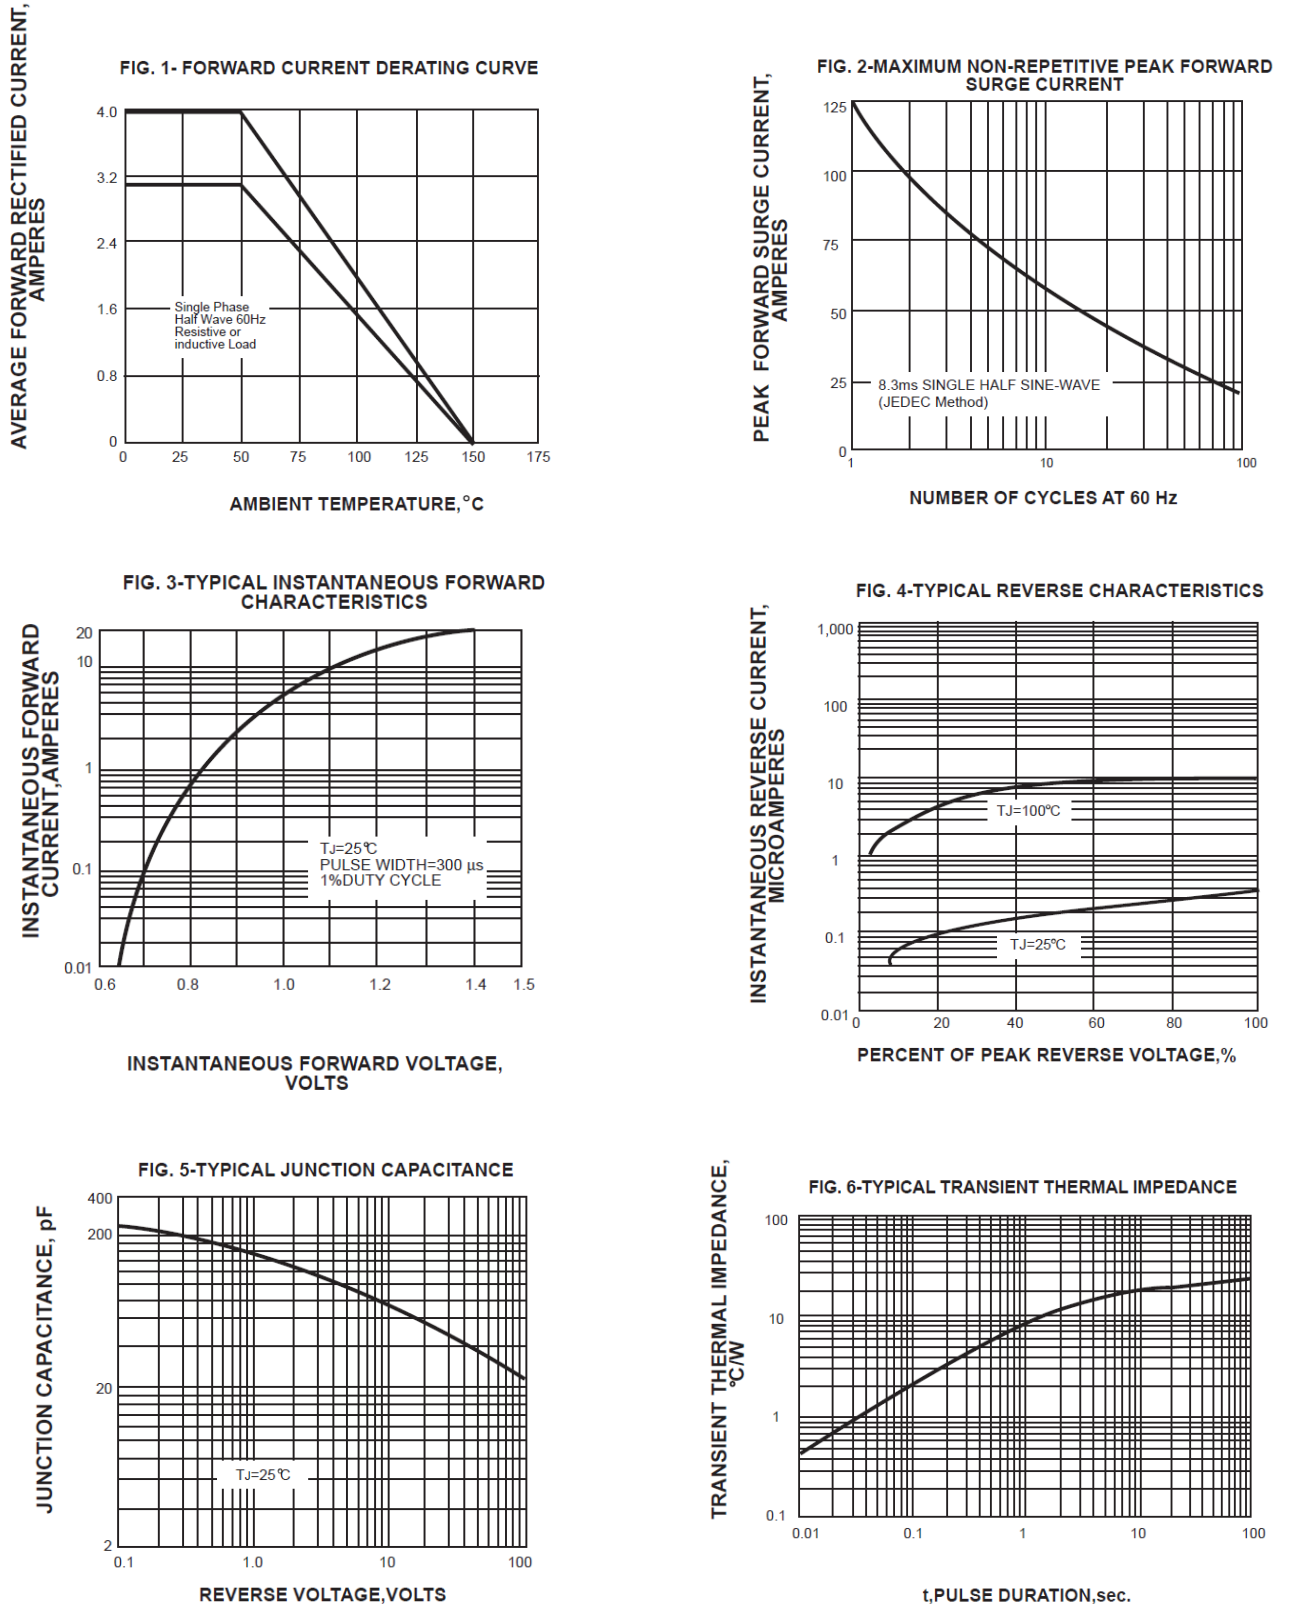 FIG. 1- FORWARD CURRENT DERATING CURVE
AVERAGE FORWARD RECTIFIED CURRENT,
AMPERES
4.0
3.2
2.4
1.6
0.8
0
Single Phase
Half Wave 60Hz
Resistive or
inductive Load
0 25 50 75 100 125 150 175
AMBIENT TEMPERATURE,°C
FIG. 2-MAXIMUM NON-REPETITIVE PEAK FORWARD
SURGE CURRENT
PEAK FORWARD SURGE CURRENT,
AMPERES
125
100
75
50
25
0
8.3ms SINGLE HALF SINE-WAVE
(JEDEC Method)
1 10 100
NUMBER OF CYCLES AT 60 Hz
FIG. 3-TYPICAL INSTANTANEOUS FORWARD
CHARACTERISTICS
INSTANTANEOUS FORWARD
CURRENT,AMPERES
20
10
1
0.1
0.01
TJ=25℃
PULSE WIDTH=300 µs
1%DUTY CYCLE
0.6 0.8 1.0 1.2 1.4 1.5
INSTANTANEOUS FORWARD VOLTAGE,
VOLTS
FIG. 4-TYPICAL REVERSE CHARACTERISTICS
INSTANTANEOUS REVERSE CURRENT,
MICROAMPERES
1,000
100
10
1
0.1
0.01
TJ=100℃
TJ=25℃
0 20 40 60 80 100
PERCENT OF PEAK REVERSE VOLTAGE,%
FIG. 5-TYPICAL JUNCTION CAPACITANCE
JUNCTION CAPACITANCE, pF
400
200
20
2
TJ=25℃
0.1 1.0 10 100
REVERSE VOLTAGE,VOLTS
FIG. 6-TYPICAL TRANSIENT THERMAL IMPEDANCE
TRANSIENT THERMAL IMPEDANCE,
℃/W
100
10
1
0.1
0.01 0.1 1 10 100
t,PULSE DURATION,sec.